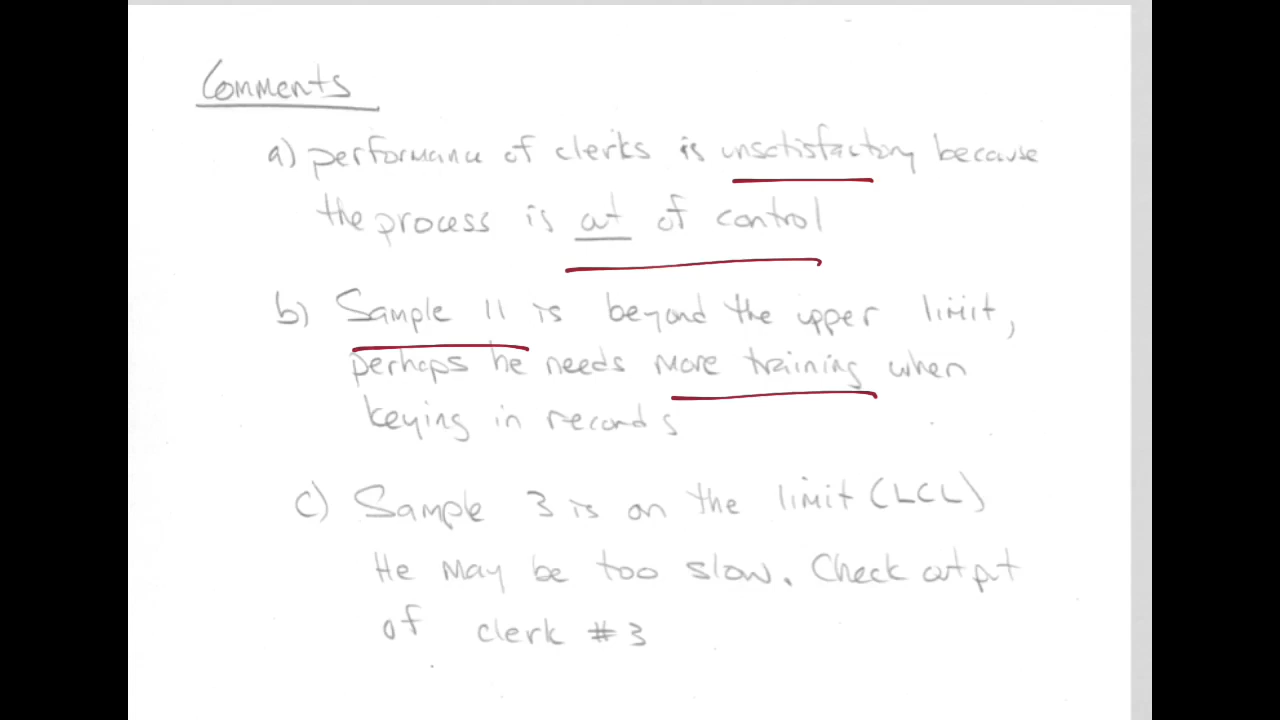 Comments
a) performance of clerks is unsatisfactory because
the process is out of control
b) Sample 11 is beyond the upper limit,
perhaps he needs more training when
keying in records
c) Sample 3 is on the limit (LCL)
He may be too slow. Check output
of clerk #3